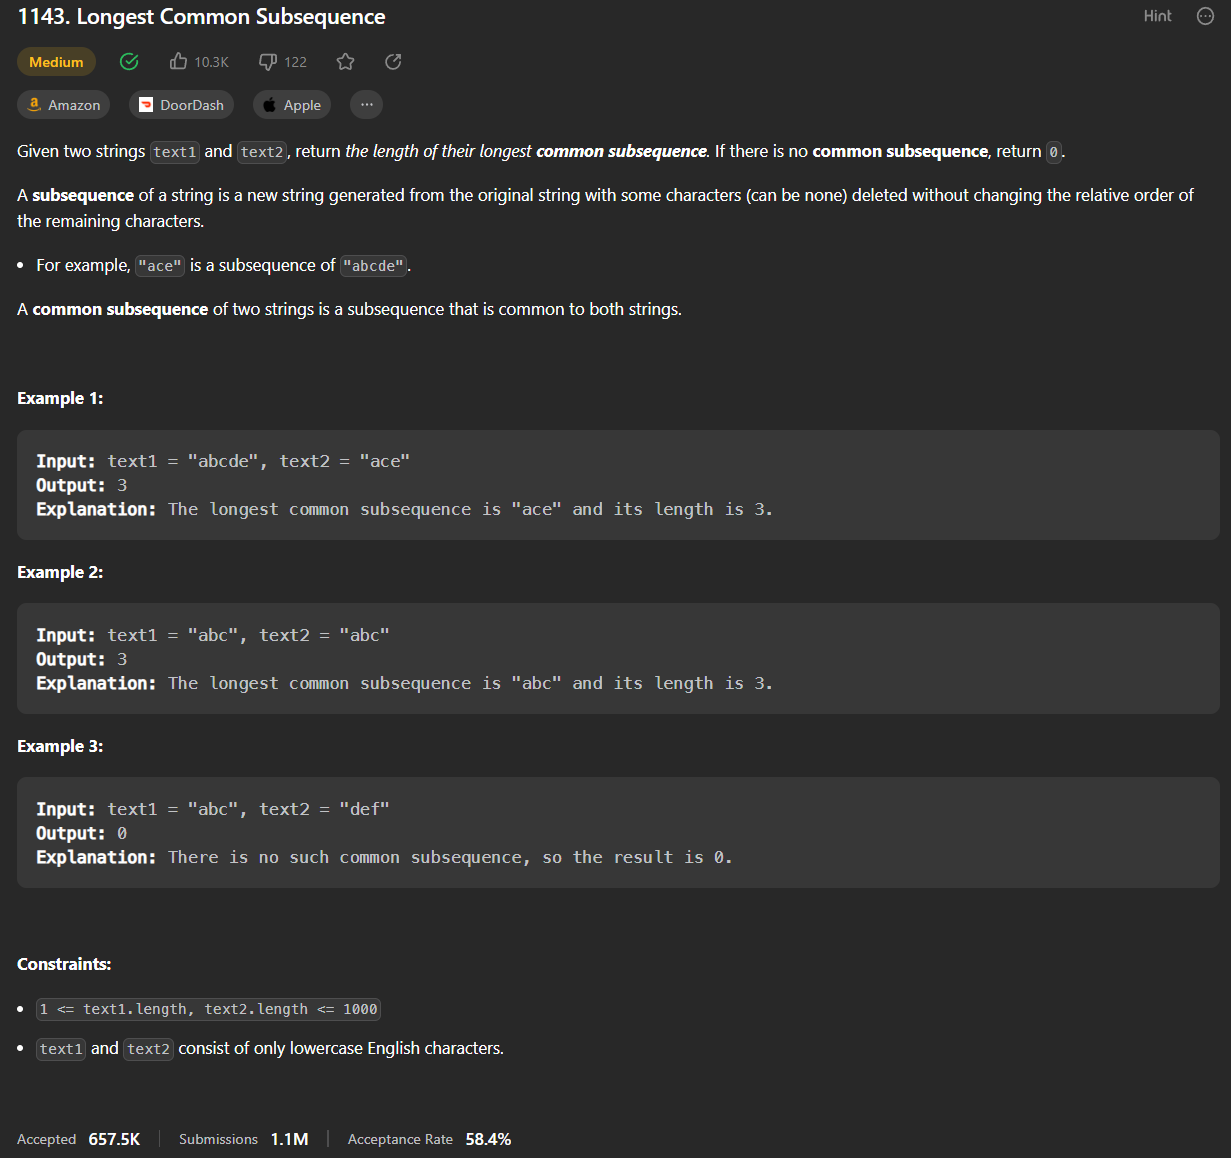 1143. Longest Common Subsequence
Hint
Medium
10.3K
122
Amazon
DoorDash
Apple
Given two strings text1 and text2, return the length of their longest common subsequence. If there is no common subsequence, return 0.
A subsequence of a string is a new string generated from the original string with some characters (can be none) deleted without changing the relative order of
the remaining characters.
• For example, "ace" is a subsequence of "abcde".
A common subsequence of two strings is a subsequence that is common to both strings.
Example 1:
Input: text1 = "abcde", text2 = "ace"
Output: 3
Explanation: The longest common subsequence is "ace" and its length is 3.
Example 2:
Input: text1 = "abc", text2 = "abc"
Output: 3
Explanation: The longest common subsequence is "abc" and its length is 3.
Example 3:
Input: text1 = "abc", text2 = "def"
Output: 0
Explanation: There is no such common subsequence, so the result is 0.
Constraints:
• 1 <= text1.length, text2.length <= 1000
• text1 and text2 consist of only lowercase English characters.
Accepted 657.5K
Submissions 1.1M
Acceptance Rate 58.4%